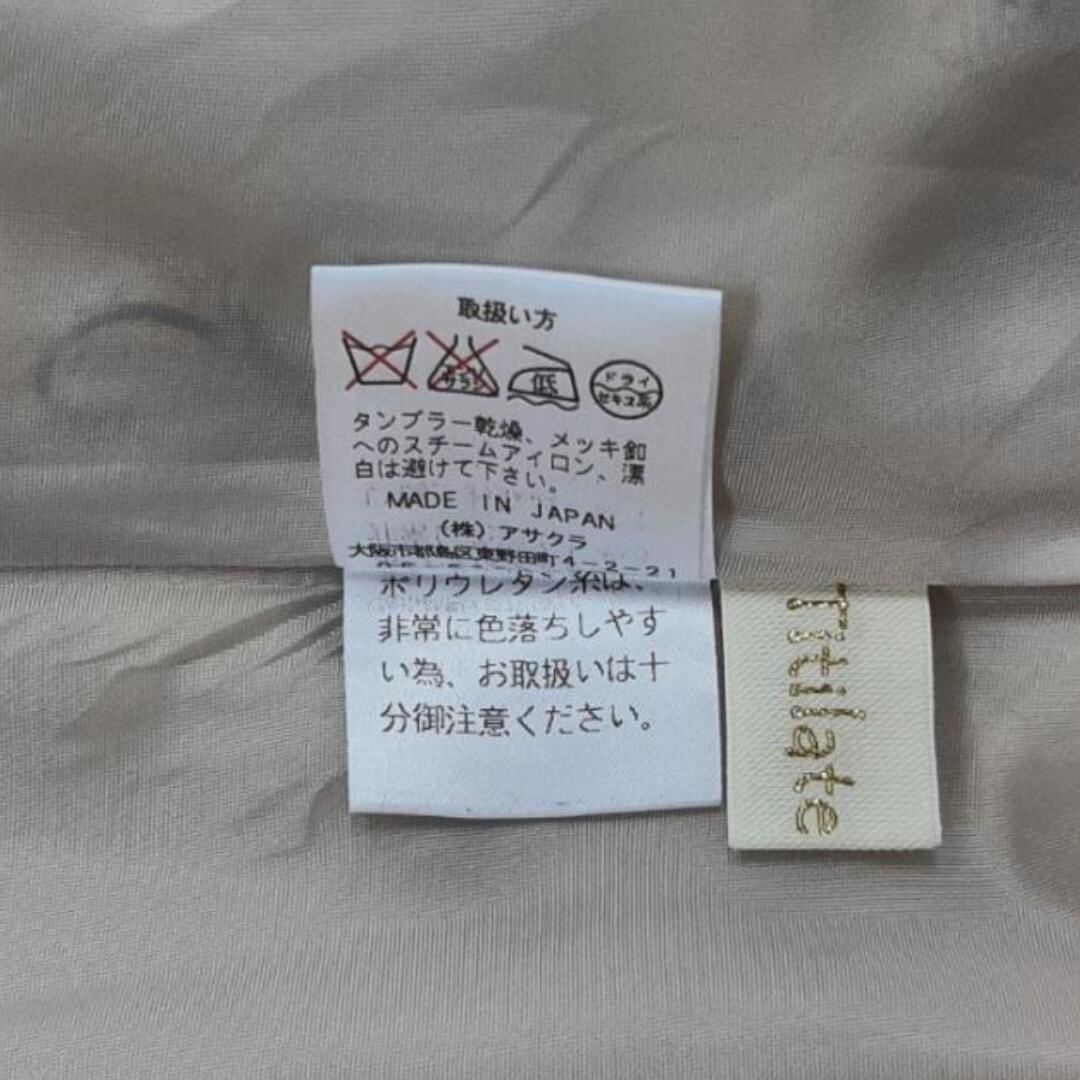 取扱い方
サラシ
低
ドライ
セキユ系
タンブラー乾燥、メッキ釦
へのスチームアイロン、漂
白は避けて下さい。
MADE IN JAPAN
(株)アサクラ
大阪市都島区東野田町4-2-21
ポリウレタン糸は、
非常に色落ちしやす
い為、お取扱いは十
分御注意ください。
Titilate